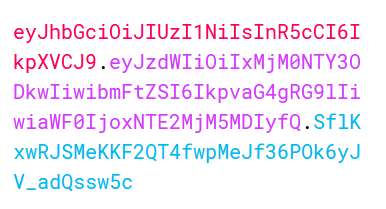 eyJhbGciOiJIUzI1NiIsInR5cCI6I
kpXVCJ9.eyJzdWIiOiIxMjM0NTY3O
DkwIiwibmFtZSI6IkpvaG4gRG9lIi
wiaWF0IjoxNTE2MjM5MDIyfQ.SflK
xwRJSMeKKF2QT4fwpMeJf36POk6yJ
V_adQssw5c